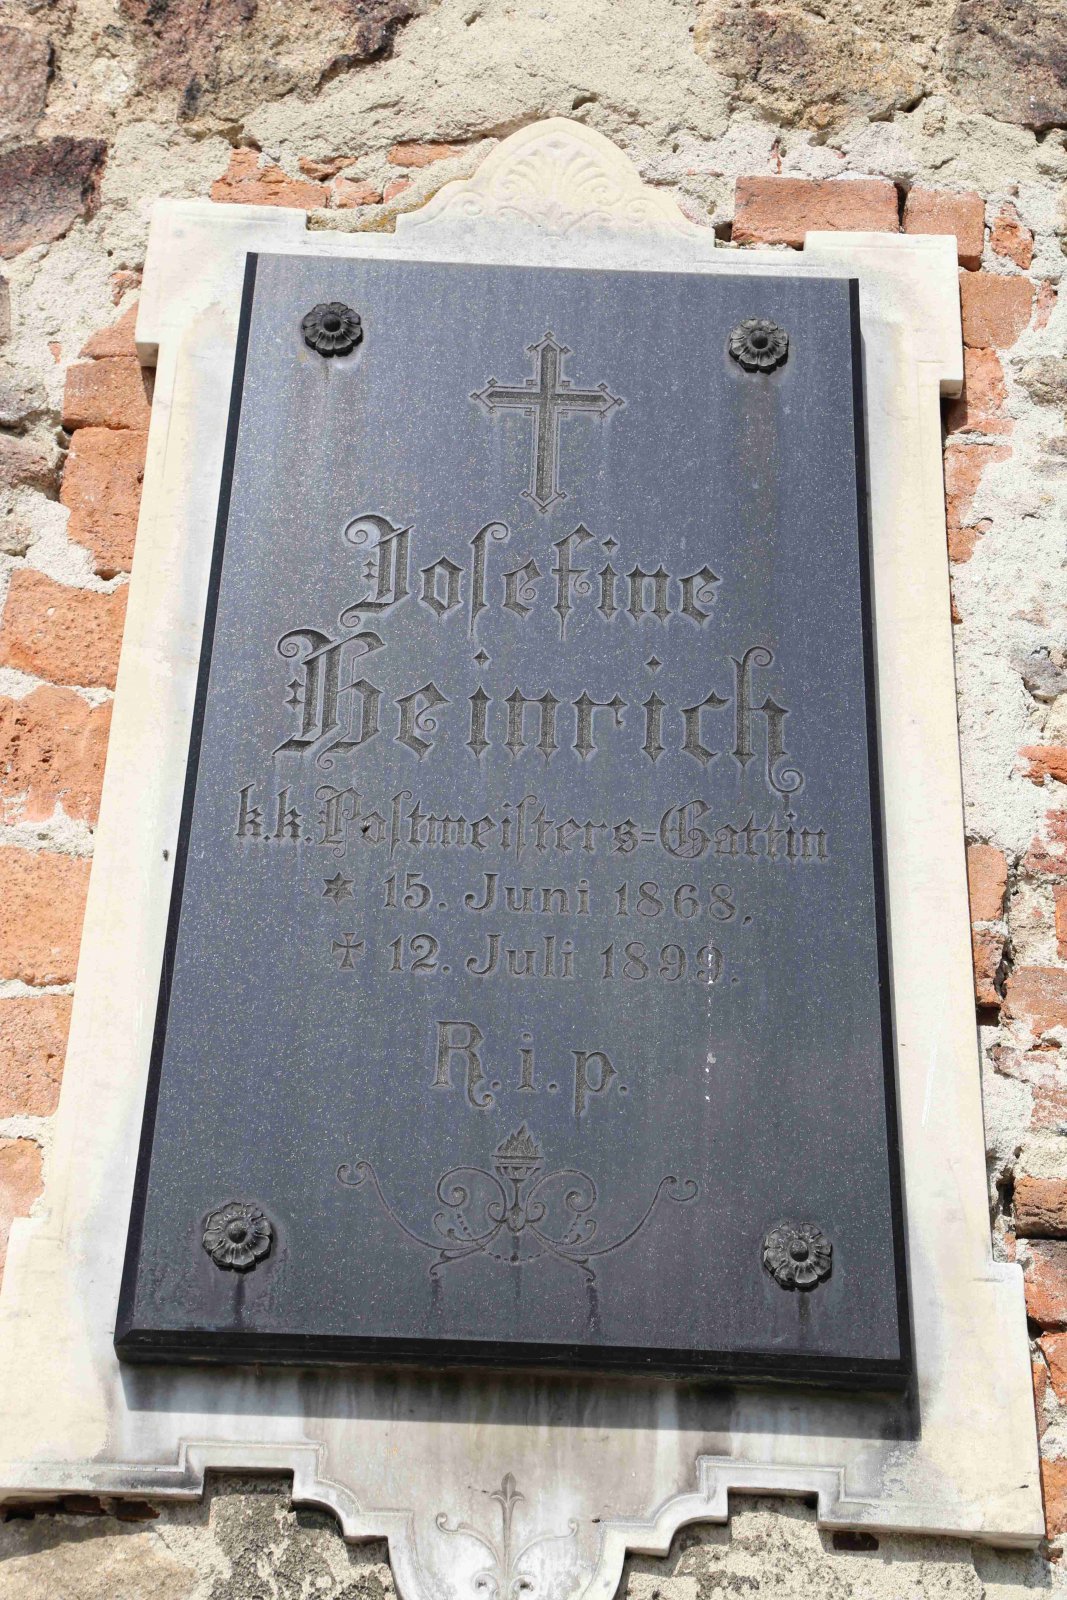 Josefine
Heinrich
k.k. Postmeisters=Gattin
* 15. Juni 1868,
✝ 12. Juli 1899.
R. i. p.